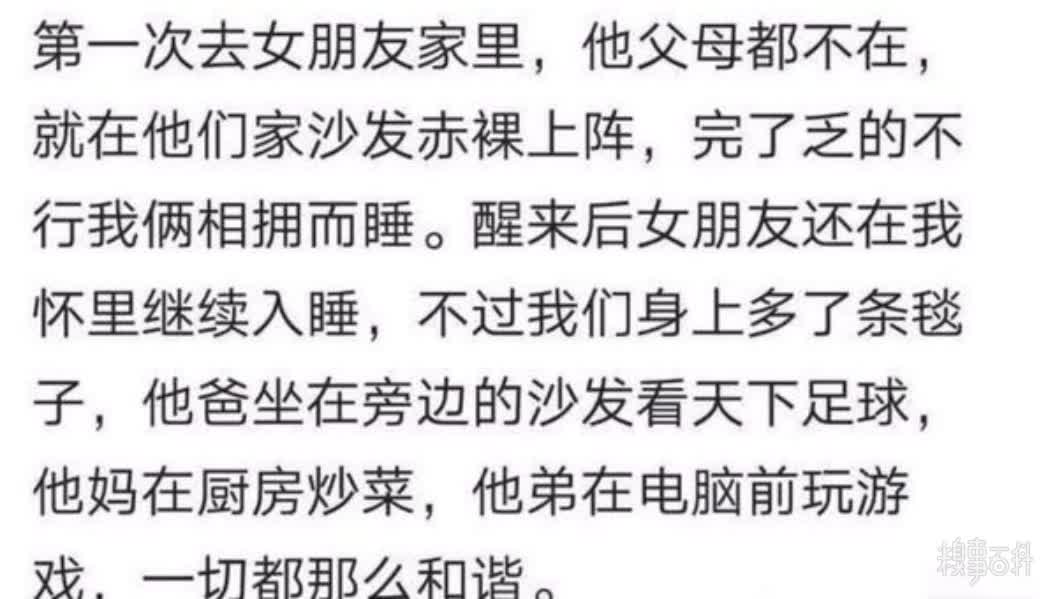 第一次去女朋友家里，他父母都不在，
就在他们家沙发赤裸上阵，完了乏的不
行我俩相拥而睡。醒来后女朋友还在我
怀里继续入睡，不过我们身上多了条毯
子，他爸坐在旁边的沙发看天下足球，
他妈在厨房炒菜，他弟在电脑前玩游
戏，一切都那么和谐。
糗事百科